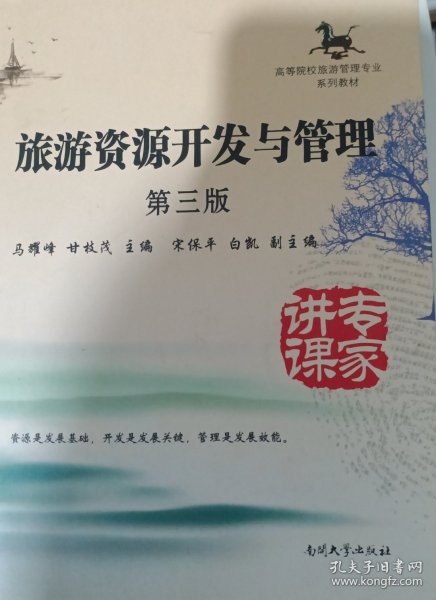 高等院校旅游管理专业
系列教材
旅游资源开发与管理
第三版
马耀峰 甘枝茂 主编 宋保平 白凯 副主编
专家
讲课
资源是发展基础，开发是发展关键，管理是发展效能。
南開大學出版社
孔夫子旧书网
www.kongfz.com